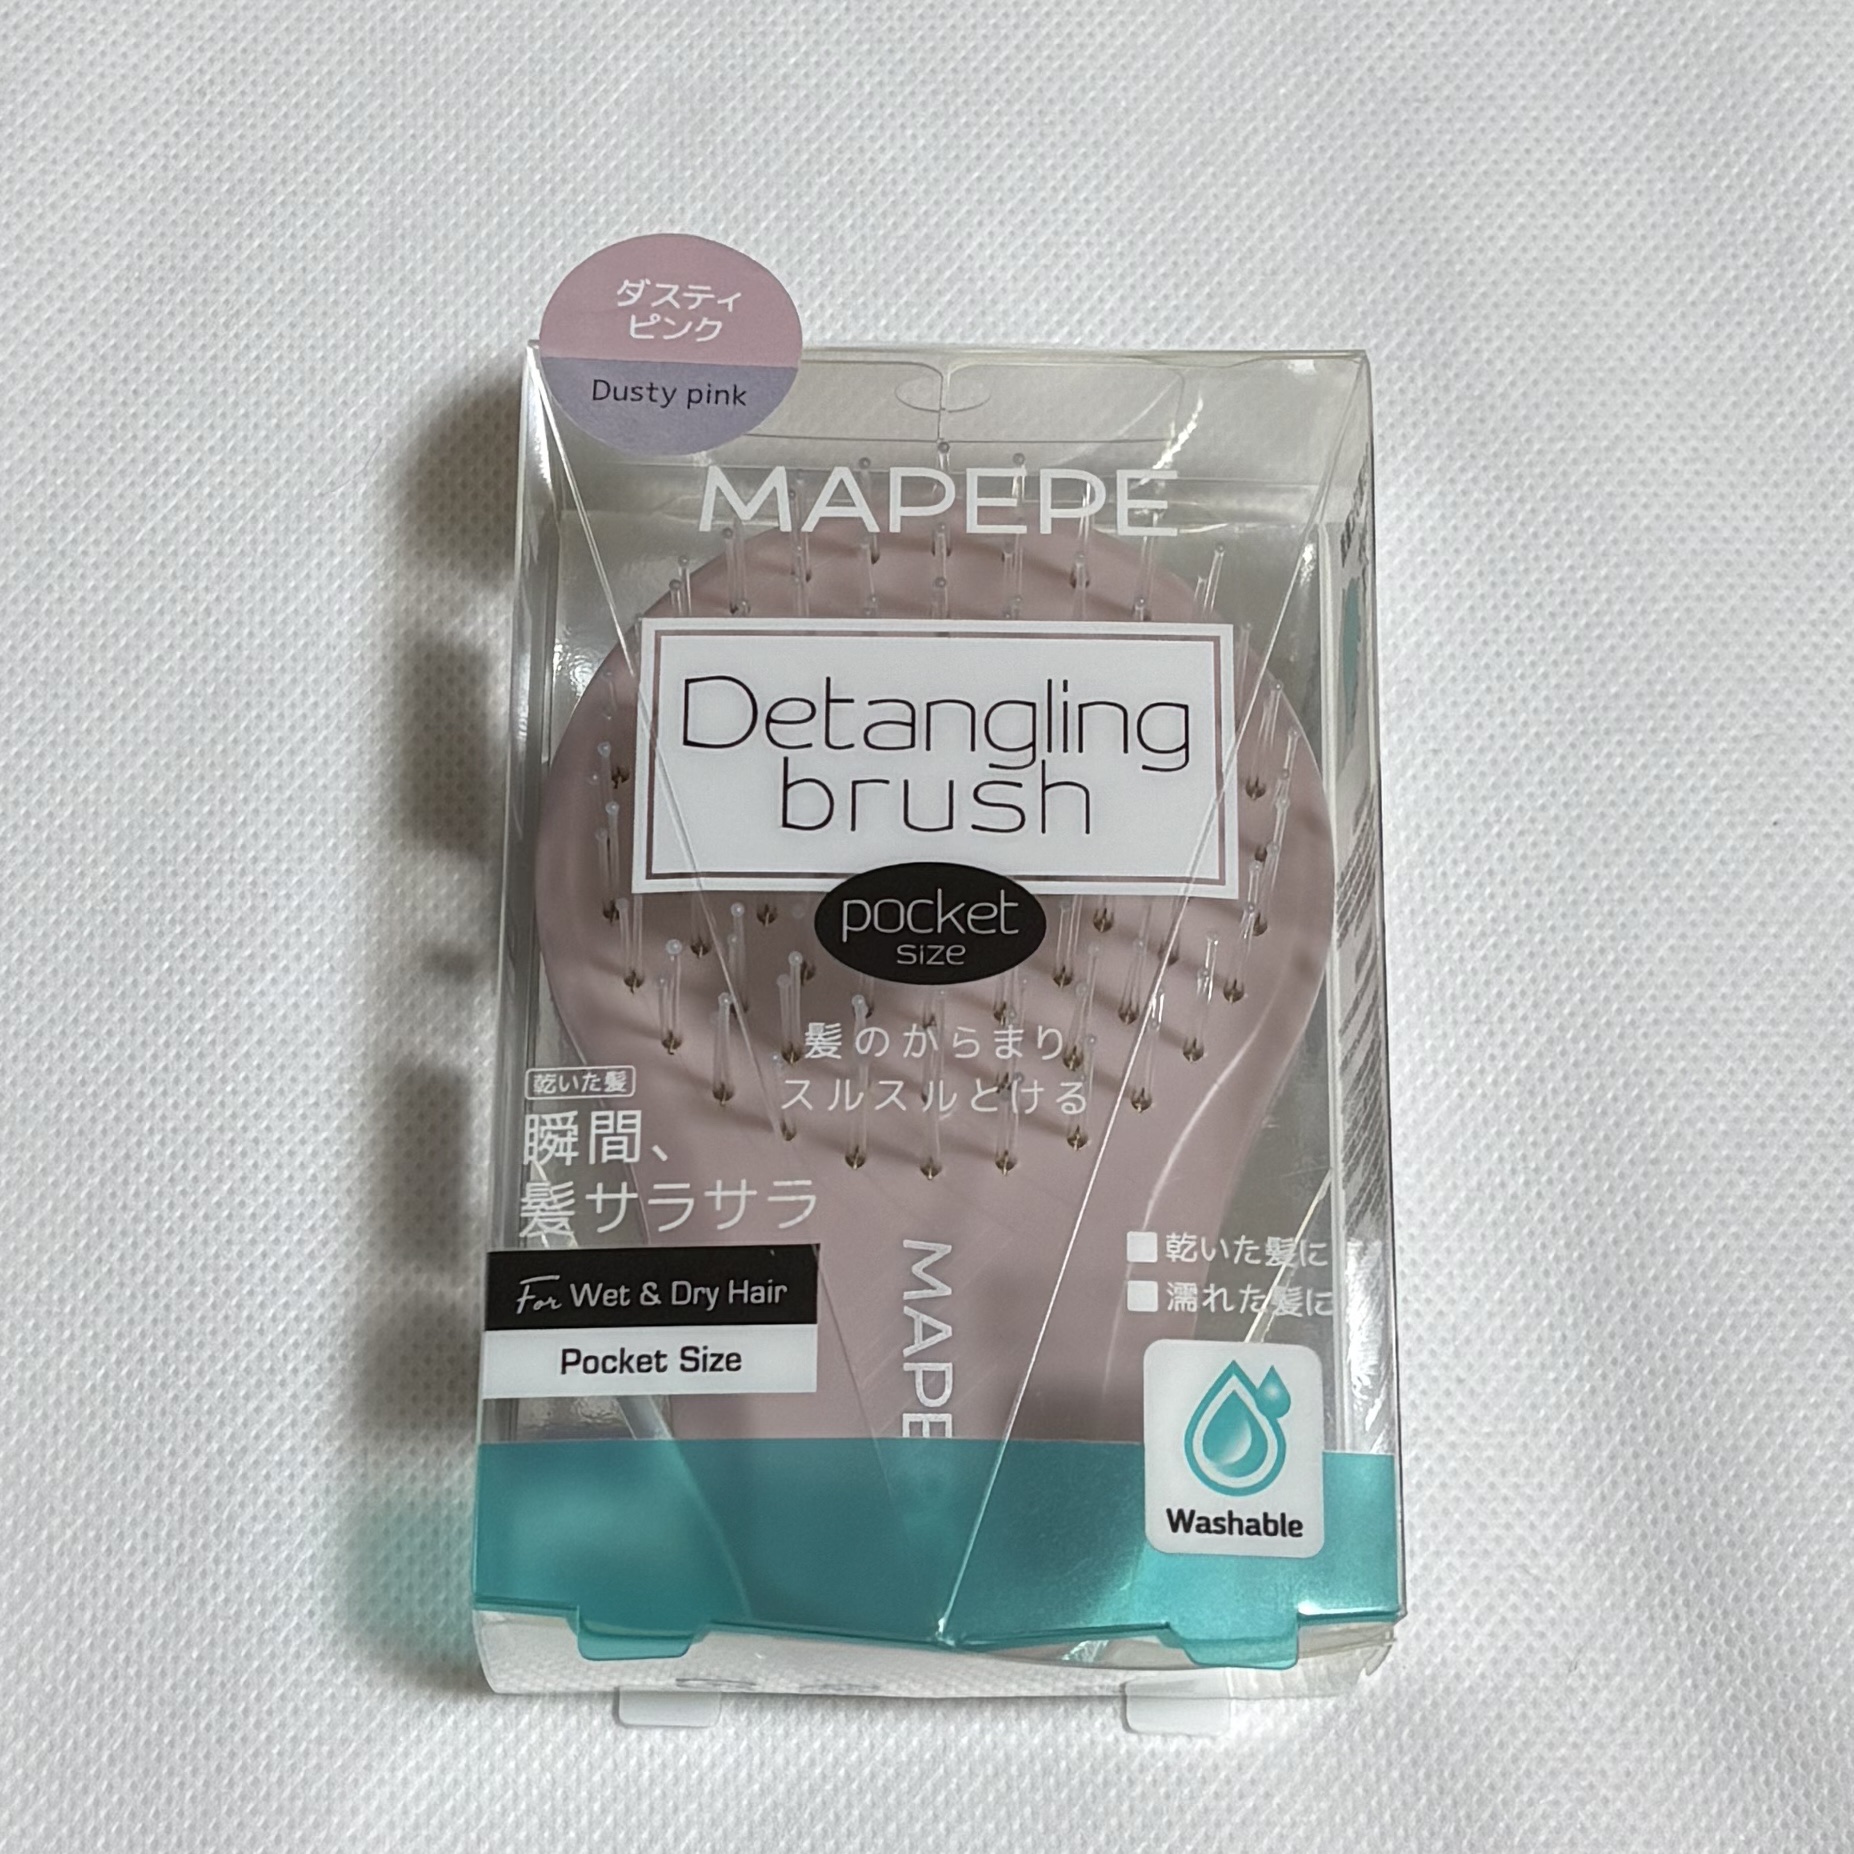 ダスティ
ピンク
Dusty pink
MAPEPE
Detangling
brush
pocket
size
髪のからまり
スルスルとける
乾いた髪
瞬間、
髪サラサラ
For Wet & Dry Hair
Pocket Size
MAPEPE
乾いた髪に
濡れた髪に
Washable